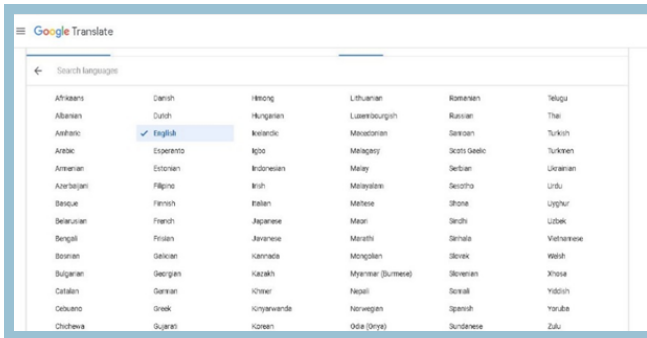 Google Translate
Search languages
Afrikaans Danish Hmong Lithuanian Romanian Telugu
Albanian Dutch Hungarian Luxembourgish Russian Thai
Amharic English Icelandic Macedonian Samoan Turkish
Arabic Esperanto Igbo Malagasy Scots Gaelic Turkmen
Armenian Estonian Indonesian Malay Serbian Ukrainian
Azerbaijani Filipino Irish Malayalam Sesotho Urdu
Basque Finnish Italian Maltese Shona Uyghur
Belarusian French Japanese Maori Sindhi Uzbek
Bengali Frisian Javanese Marathi Sinhala Vietnamese
Bosnian Galician Kannada Mongolian Slovak Welsh
Bulgarian Georgian Kazakh Myanmar (Burmese) Slovenian Xhosa
Catalan German Khmer Nepali Somali Yiddish
Cebuano Greek Kinyarwanda Norwegian Spanish Yoruba
Chichewa Gujarati Korean Odia (Oriya) Sundanese Zulu